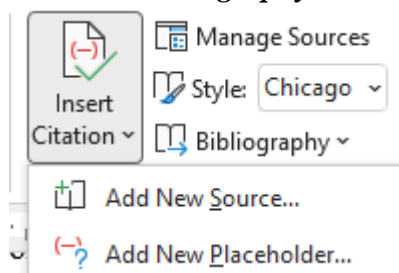 Manage Sources
Insert Citation
Style: Chicago
Bibliography
Add New Source...
Add New Placeholder...